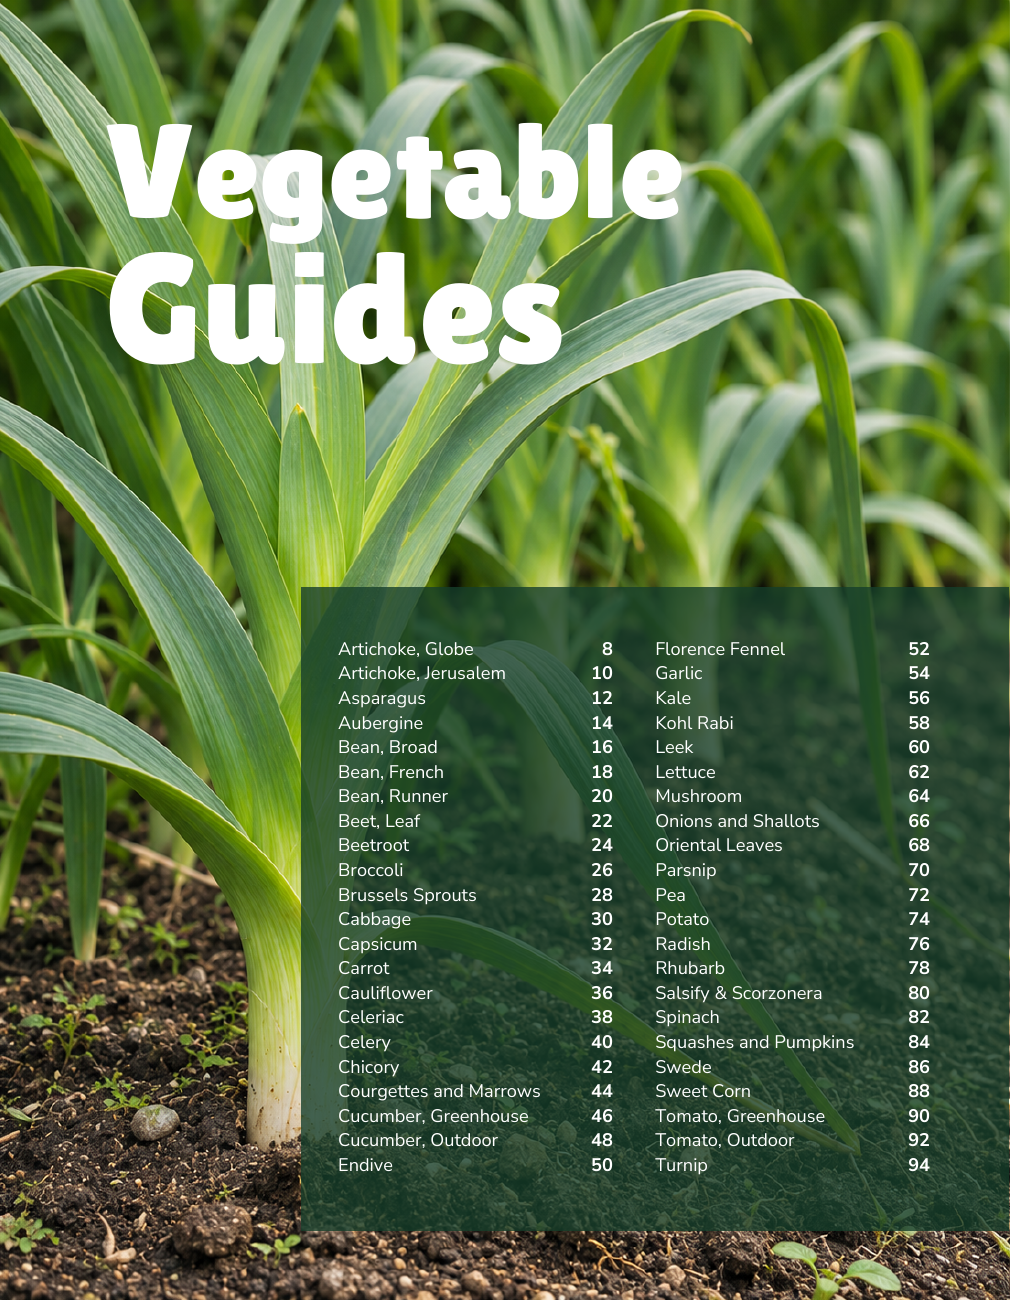 Vegetable
Guides
Artichoke, Globe 8
Artichoke, Jerusalem 10
Asparagus 12
Aubergine 14
Bean, Broad 16
Bean, French 18
Bean, Runner 20
Beet, Leaf 22
Beetroot 24
Broccoli 26
Brussels Sprouts 28
Cabbage 30
Capsicum 32
Carrot 34
Cauliflower 36
Celeriac 38
Celery 40
Chicory 42
Courgettes and Marrows 44
Cucumber, Greenhouse 46
Cucumber, Outdoor 48
Endive 50
Florence Fennel 52
Garlic 54
Kale 56
Kohl Rabi 58
Leek 60
Lettuce 62
Mushroom 64
Onions and Shallots 66
Oriental Leaves 68
Parsnip 70
Pea 72
Potato 74
Radish 76
Rhubarb 78
Salsify & Scorzonera 80
Spinach 82
Squashes and Pumpkins 84
Swede 86
Sweet Corn 88
Tomato, Greenhouse 90
Tomato, Outdoor 92
Turnip 94